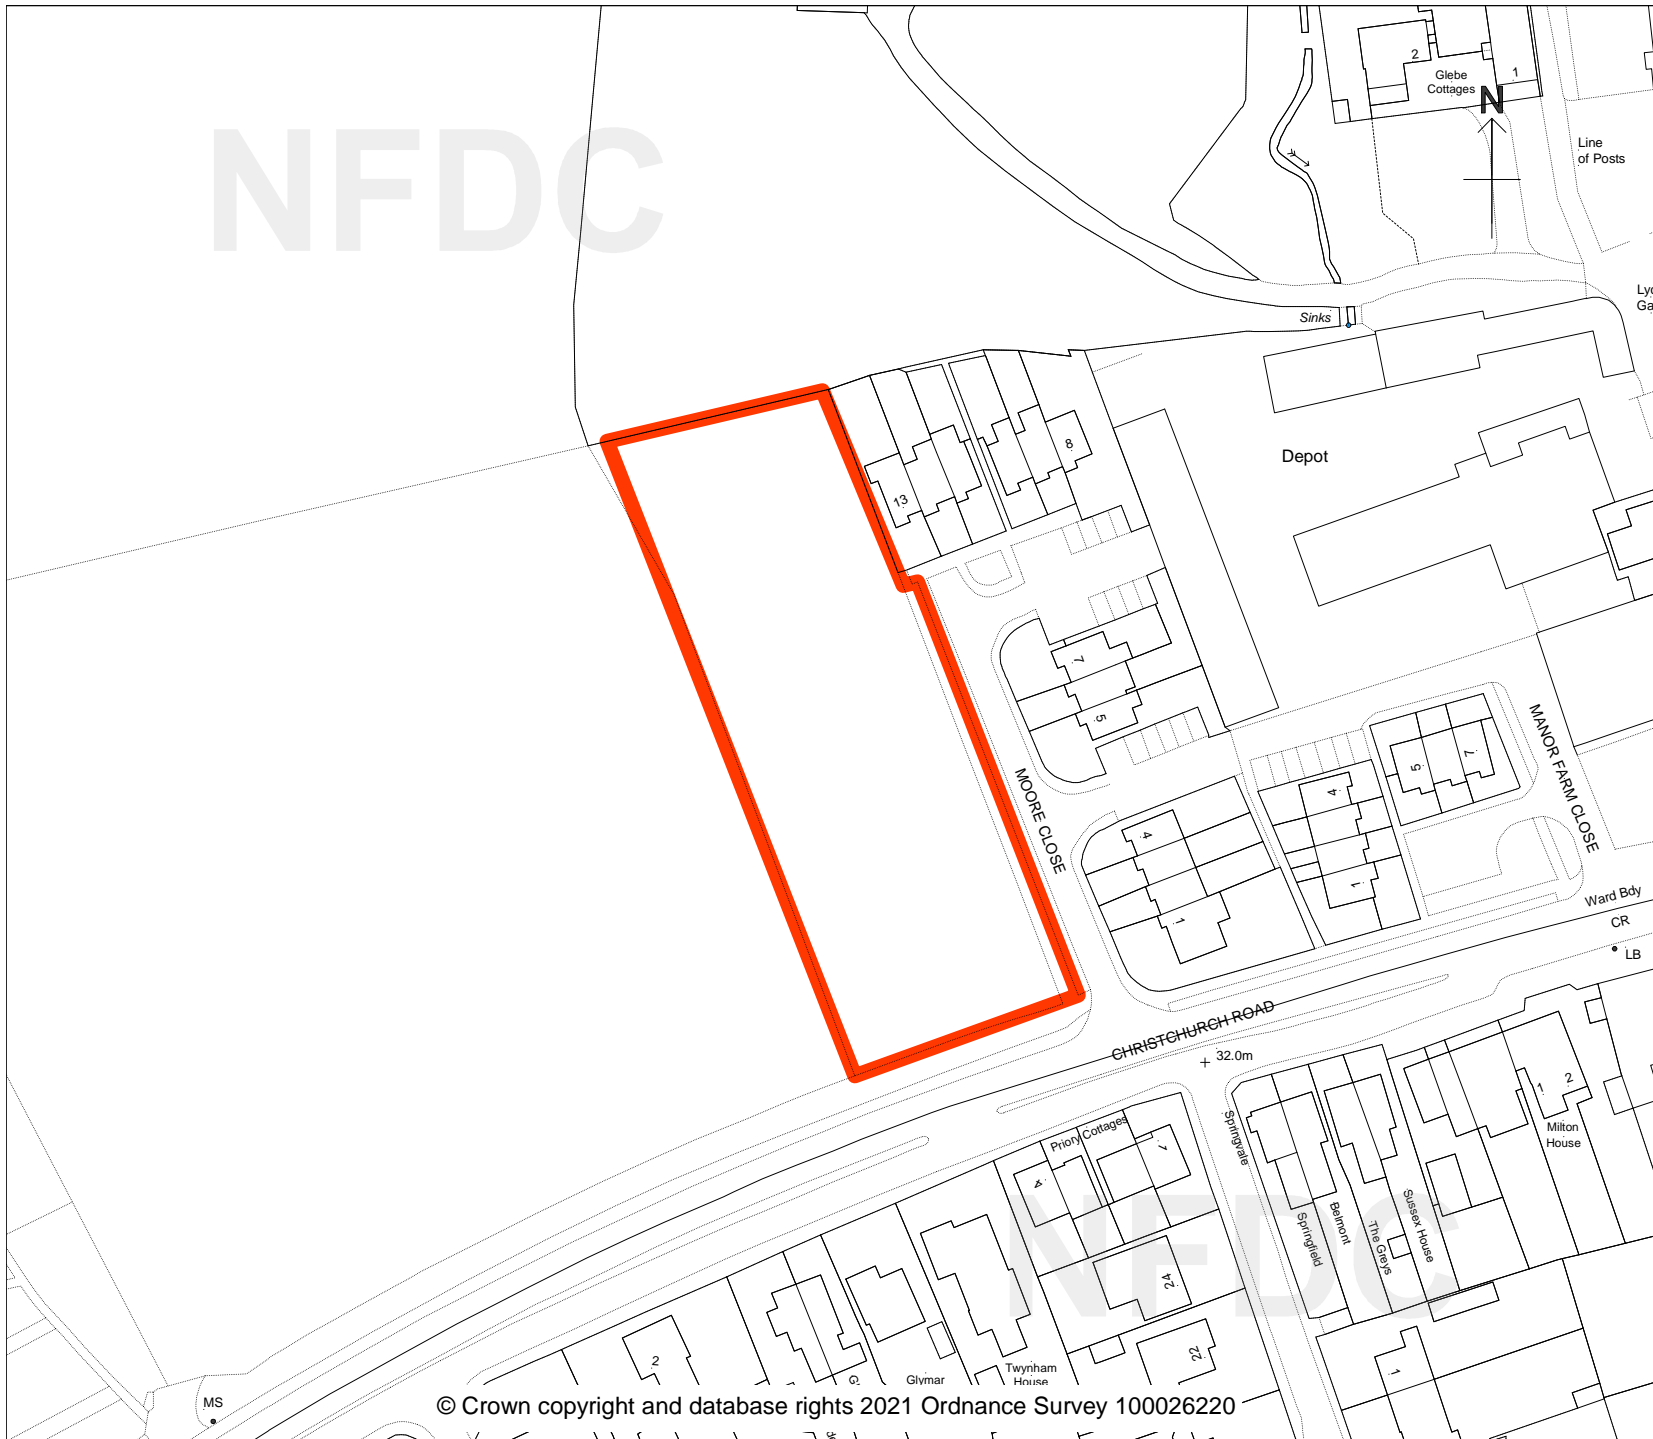 NFDC
2
Glebe
Cottages
1
N
Line
of Posts
Sinks
Depot
8
13
7
5
MOORE CLOSE
MANOR FARM CLOSE
7
5
4
4
1
1
Ward Bdy
CR
LB
CHRISTCHURCH ROAD
32.0m
Springvale
Priory Cottages
1
4
1
2
Milton
House
NFDC
Springfield
Belmont
The Greys
Sussex House
24
22
2
Glymar
Twynham
House
1
MS
© Crown copyright and database rights 2021 Ordnance Survey 100026220